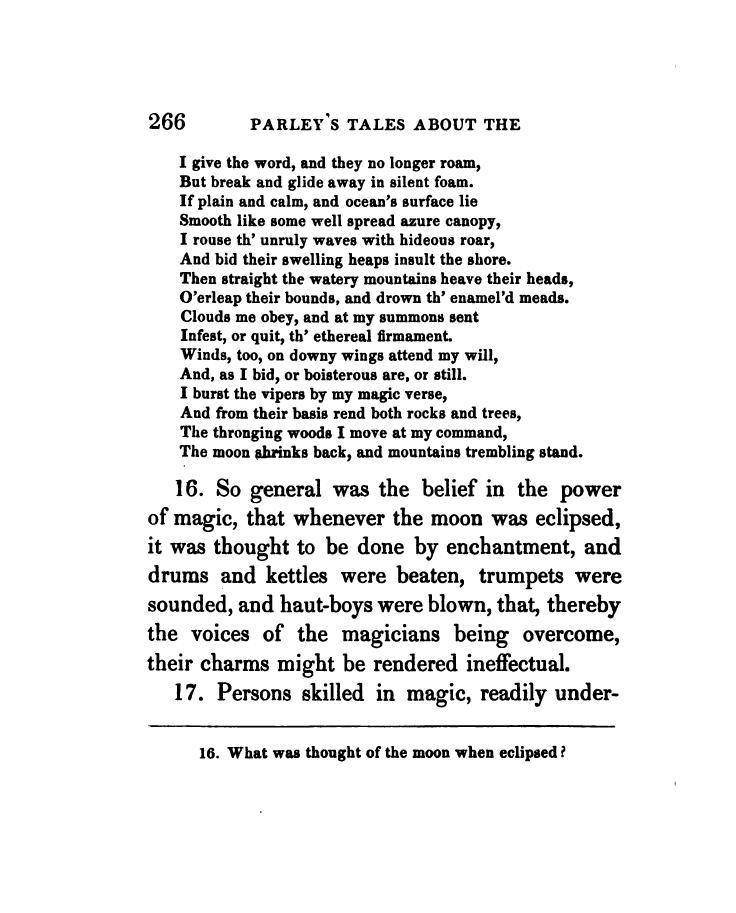 266 PARLEY'S TALES ABOUT THE
I give the word, and they no longer roam,
But break and glide away in silent foam.
If plain and calm, and ocean's surface lie
Smooth like some well spread azure canopy,
I rouse th' unruly waves with hideous roar,
And bid their swelling heaps insult the shore.
Then straight the watery mountains heave their heads,
O'erleap their bounds, and drown th' enamel'd meads.
Clouds me obey, and at my summons sent
Infest, or quit, th' ethereal firmament.
Winds, too, on downy wings attend my will,
And, as I bid, or boisterous are, or still.
I burst the vipers by my magic verse,
And from their basis rend both rocks and trees,
The thronging woods I move at my command,
The moon shrinks back, and mountains trembling stand.
16. So general was the belief in the power
of magic, that whenever the moon was eclipsed,
it was thought to be done by enchantment, and
drums and kettles were beaten, trumpets were
sounded, and haut-boys were blown, that, thereby
the voices of the magicians being overcome,
their charms might be rendered ineffectual.
17. Persons skilled in magic, readily under-
16. What was thought of the moon when eclipsed?